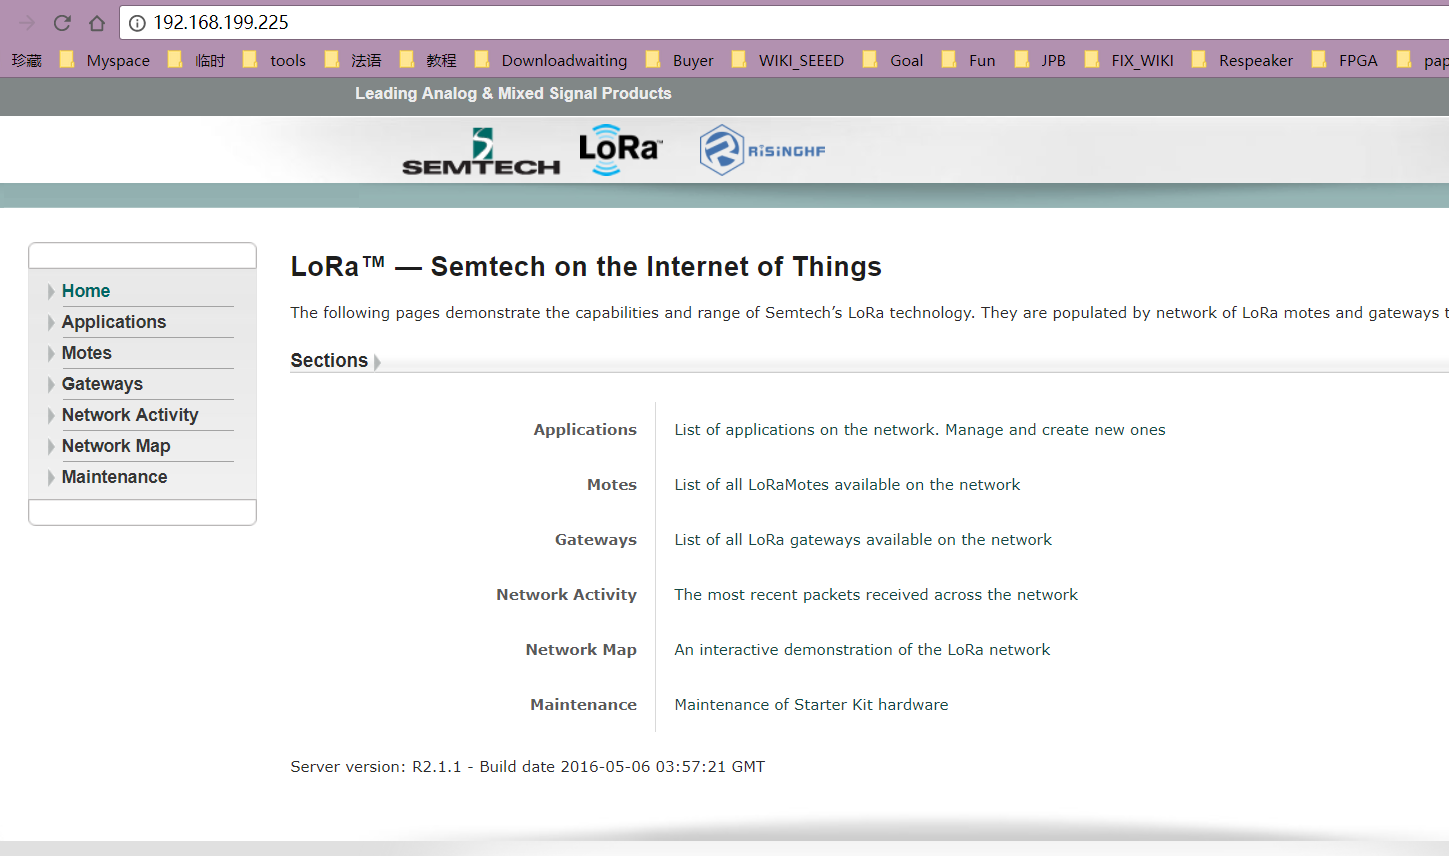 192.168.199.225
珍藏 Myspace 临时 tools 法语 教程 Downloadwaiting Buyer WIKI_SEEED Goal Fun JPB FIX_WIKI Respeaker FPGA pap
Leading Analog & Mixed Signal Products
SEMTECH LoRa™ RiSiNGHF
Home
Applications
Motes
Gateways
Network Activity
Network Map
Maintenance
LoRa™ — Semtech on the Internet of Things
The following pages demonstrate the capabilities and range of Semtech’s LoRa technology. They are populated by network of LoRa motes and gateways t
Sections
Applications List of applications on the network. Manage and create new ones
Motes List of all LoRaMotes available on the network
Gateways List of all LoRa gateways available on the network
Network Activity The most recent packets received across the network
Network Map An interactive demonstration of the LoRa network
Maintenance Maintenance of Starter Kit hardware
Server version: R2.1.1 - Build date 2016-05-06 03:57:21 GMT